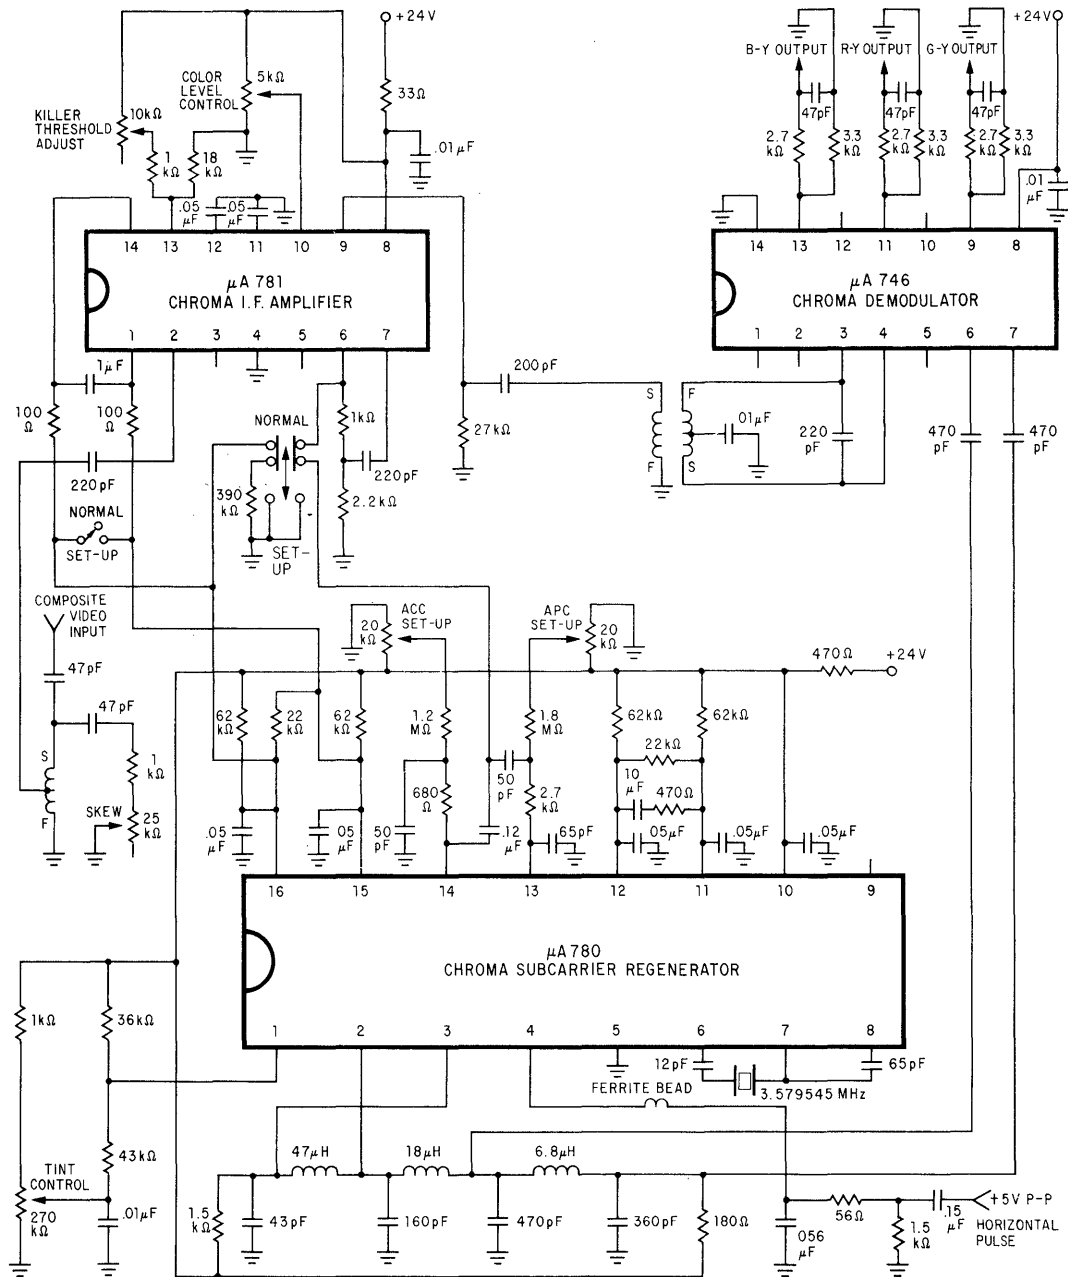 +24V
+24V
B-Y OUTPUT
R-Y OUTPUT
G-Y OUTPUT
COLOR
LEVEL
CONTROL
5kΩ
33Ω
KILLER
THRESHOLD
ADJUST
10kΩ
1
kΩ
18
kΩ
.01μF
47pF
47pF
47pF
2.7
kΩ
3.3
kΩ
2.7
kΩ
3.3
kΩ
2.7
kΩ
3.3
kΩ
.01
μF
.05
μF
.05
μF
14 13 12 11 10 9 8
μA 781
CHROMA I.F. AMPLIFIER
1 2 3 4 5 6 7
14 13 12 11 10 9 8
μA 746
CHROMA DEMODULATOR
1 2 3 4 5 6 7
1μF
100
Ω
100
Ω
220pF
NORMAL
SET-UP
NORMAL
390
kΩ
SET-
UP
1kΩ
220pF
2.2kΩ
200pF
27kΩ
S
F
F
S
.01μF
220
pF
470
pF
470
pF
COMPOSITE
VIDEO
INPUT
47pF
47pF
S
F
1
kΩ
SKEW
25
kΩ
20
kΩ
ACC
SET-UP
APC
SET-UP
20
kΩ
470Ω
+24V
62
kΩ
22
kΩ
62
kΩ
1.2
MΩ
1.8
MΩ
62kΩ
62kΩ
22kΩ
50
pF
680
Ω
2.7
kΩ
10
μF
470Ω
.05
μF
05
μF
50
pF
.12
μF
65pF
05μF
.05μF
.05μF
16 15 14 13 12 11 10 9
μA 780
CHROMA SUBCARRIER REGENERATOR
1 2 3 4 5 6 7 8
1kΩ
36kΩ
12pF
65pF
3.579545 MHz
FERRITE BEAD
43kΩ
TINT
CONTROL
270
kΩ
.01μF
47μH
18μH
6.8μH
1.5
kΩ
43pF
160pF
470pF
360pF
180Ω
056
μF
56Ω
1.5
kΩ
.15
μF
+5V P-P
HORIZONTAL
PULSE